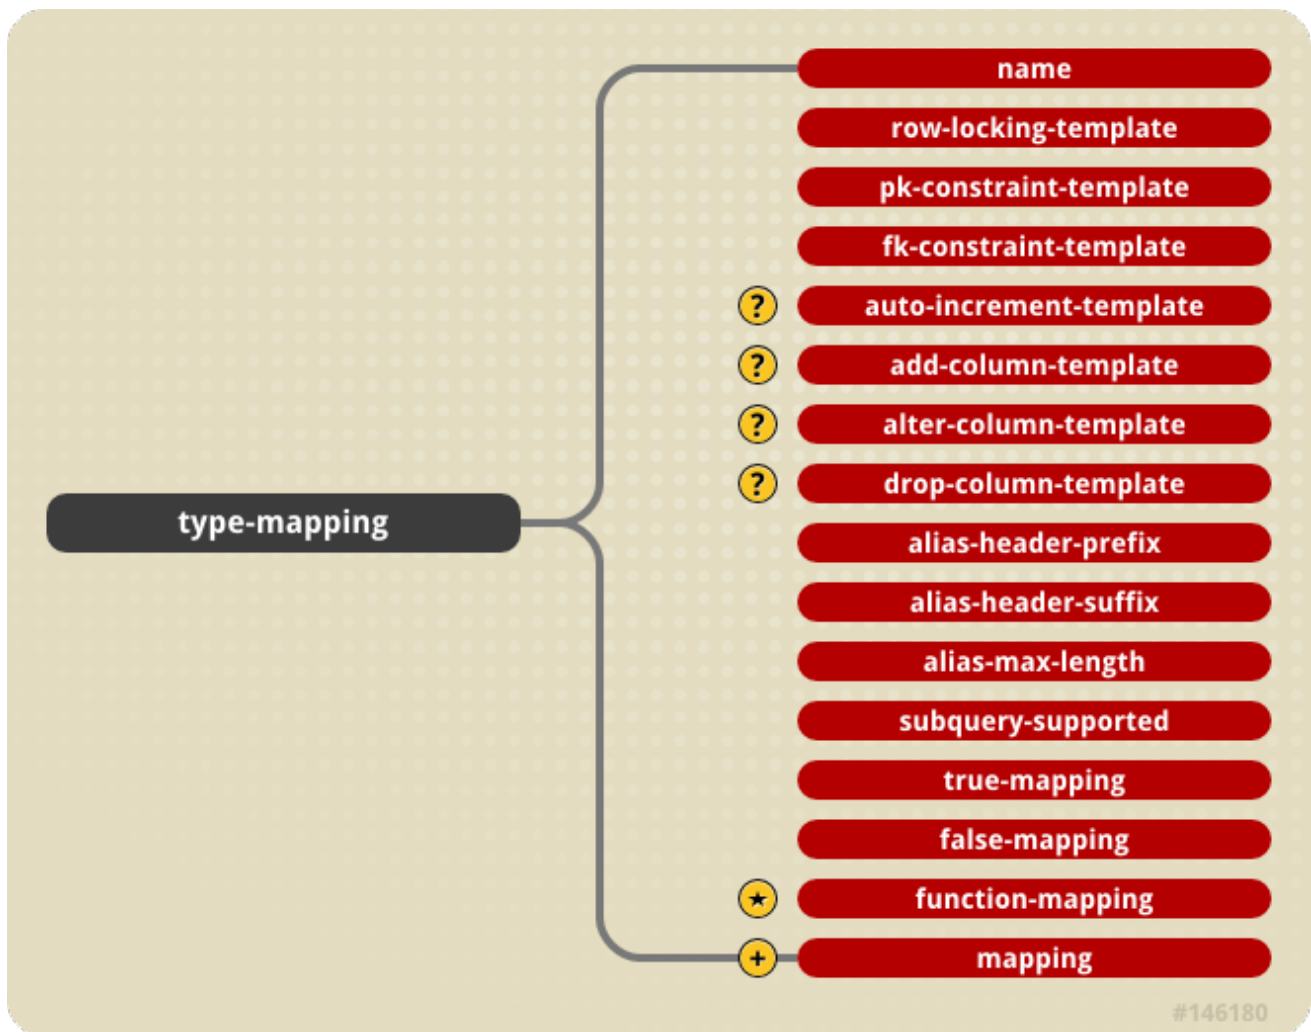 name
row-locking-template
pk-constraint-template
fk-constraint-template
? auto-increment-template
? add-column-template
? alter-column-template
? drop-column-template
type-mapping
alias-header-prefix
alias-header-suffix
alias-max-length
subquery-supported
true-mapping
false-mapping
★ function-mapping
+ mapping
#146180